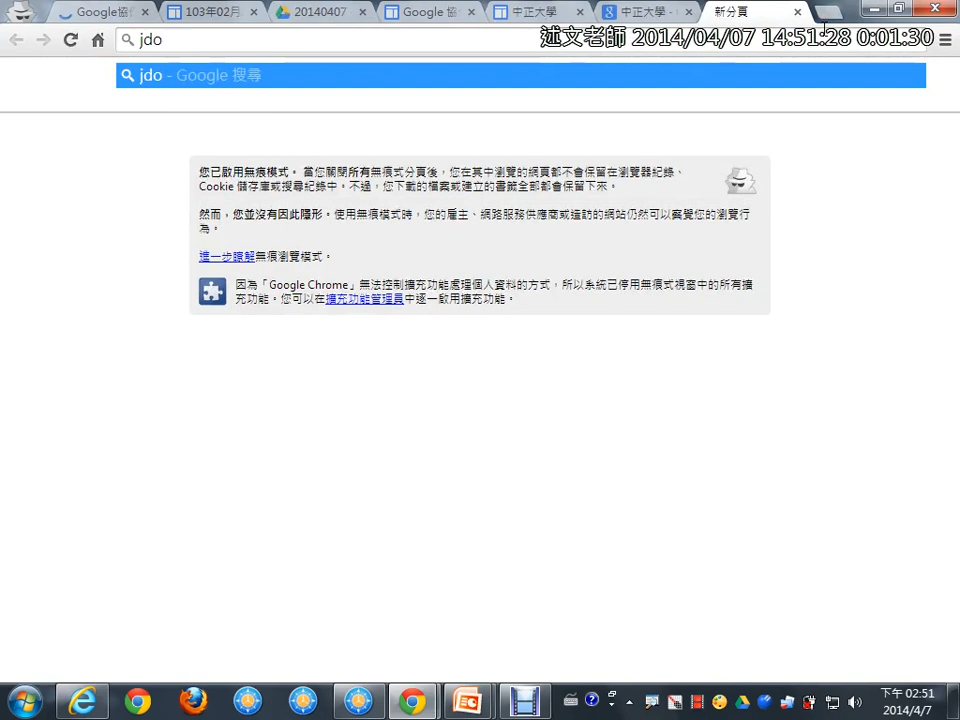 Google協作
103年02月
20140407
Google 協
中正大學
中正大學 -
新分頁
jdo
述文老師 2014/04/07 14:51:28 0:01:30
jdo - Google 搜尋
您已啟用無痕模式。當您關閉所有無痕式分頁後，您在其中瀏覽的網頁都不會保留在瀏覽器紀錄、
Cookie 儲存庫或搜尋紀錄中。不過，您下載的檔案或建立的書籤全部都會保留下來。
然而，您並沒有因此隱形。使用無痕模式時，您的雇主、網路服務供應商或造訪的網站仍然可以察覺您的瀏覽行
為。
進一步瞭解無痕瀏覽模式。
因為「Google Chrome」無法控制擴充功能處理個人資料的方式，所以系統已停用無痕式視窗中的所有擴
充功能。您可以在擴充功能管理員中逐一啟用擴充功能。
下午 02:51
2014/4/7